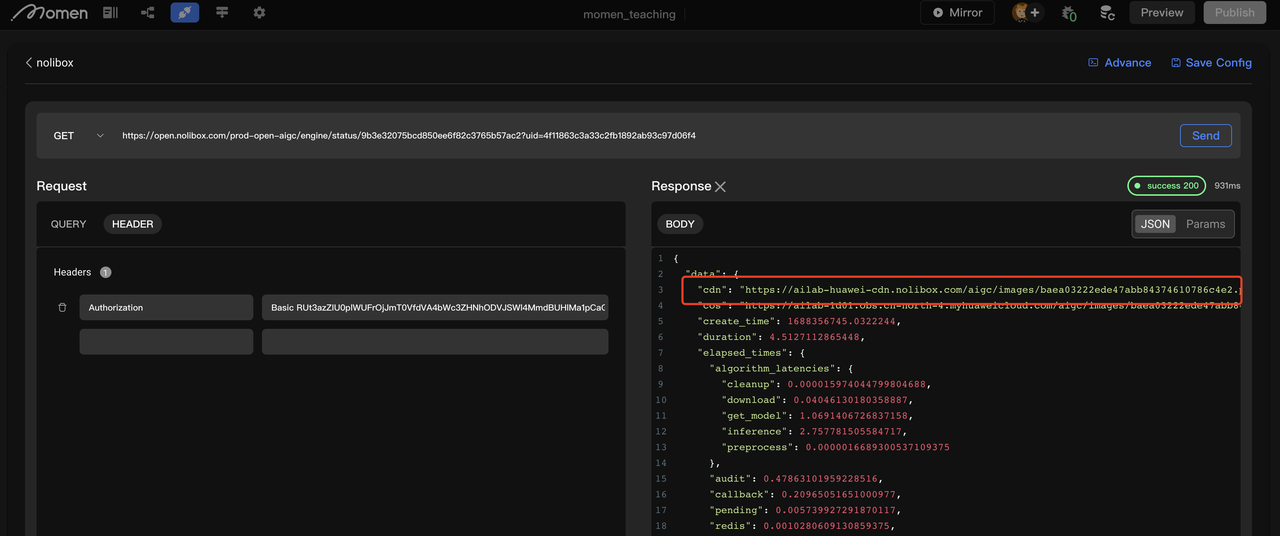 Momen
momen_teaching
Mirror
0
Preview
Publish
nolibox
Advance
Save Config
GET
https://open.nolibox.com/prod-open-aigc/engine/status/9b3e32075bcd850ee6f82c3765b57ac2?uid=4f11863c3a33c2fb1892ab93c97d06f4
Send
Request
QUERY
HEADER
Headers 1
Authorization
Basic
Response
success 200
931ms
BODY
JSON
Params
1 {
2 "data": {
3 "cdn": "https://ailab-huawei-cdn.nolibox.com/aigc/images/baea03222ede47abb84374610786c4e2.p
4 "cos": "https://ailab-1d01.obs.cn-north-4.myhuaweicloud.com/aigc/images/baea03222ede47abb8
5 "create_time": 1688356745.0322244,
6 "duration": 4.5127112865448,
7 "elapsed_times": {
8 "algorithm_latencies": {
9 "cleanup": 0.000015974044799804688,
10 "download": 0.04046130180358887,
11 "get_model": 1.0691406726837158,
12 "inference": 2.757781505584717,
13 "preprocess": 0.0000016689300537109375
14 },
15 "audit": 0.47863101959228516,
16 "callback": 0.20965051651000977,
17 "pending": 0.005739927291870117,
18 "redis": 0.0010280609130859375,